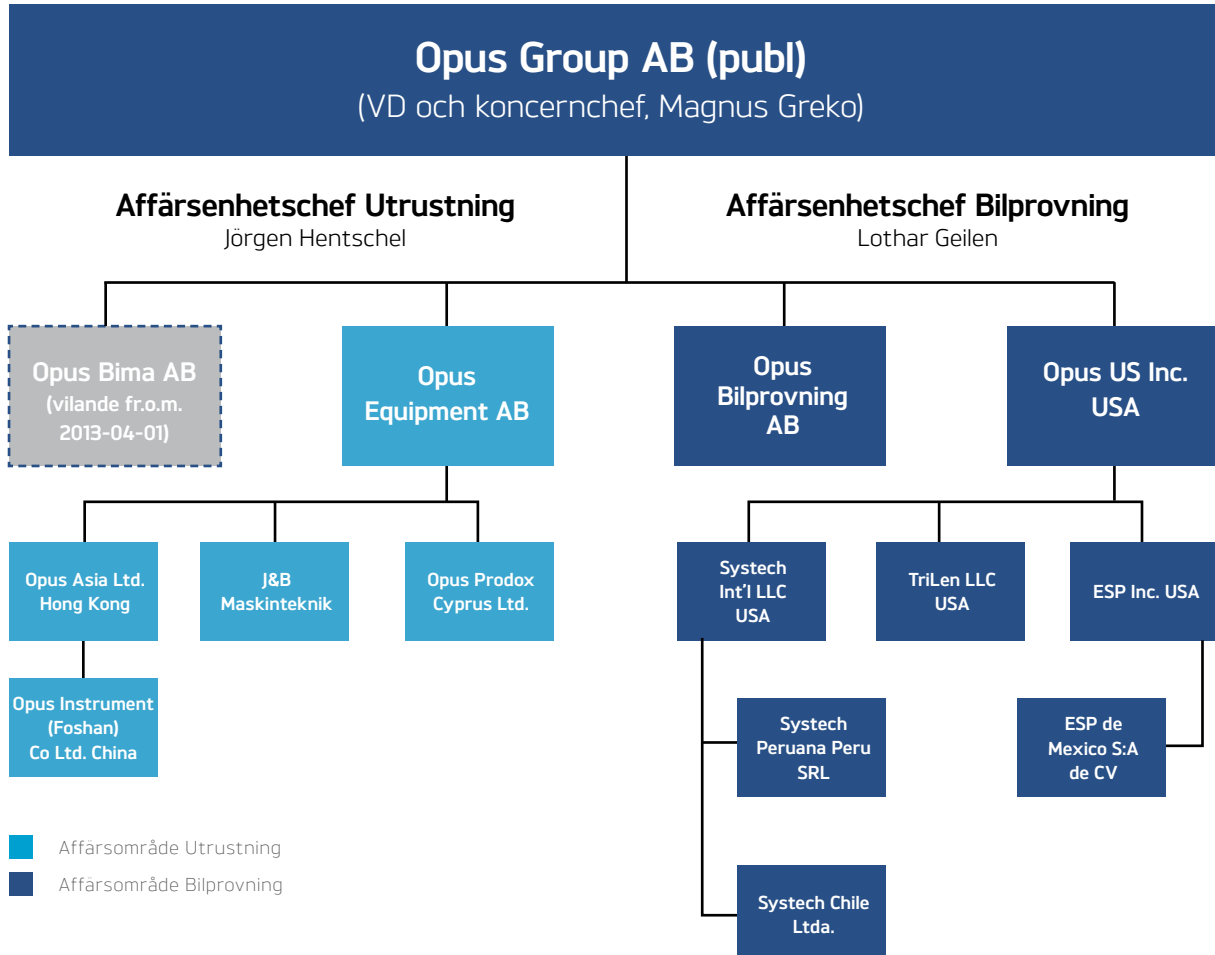 Opus Group AB (publ)
(VD och koncernchef, Magnus Greko)
Affärsenhetschef Utrustning
Jörgen Hentschel
Affärsenhetschef Bilprovning
Lothar Geilen
Opus Bima AB
(vilande fr.o.m.
2013-04-01)
Opus
Equipment AB
Opus
Bilprovning
AB
Opus US Inc.
USA
Opus Asia Ltd.
Hong Kong
J&B
Maskinteknik
Opus Prodox
Cyprus Ltd.
Systech
Int'l LLC
USA
TriLen LLC
USA
ESP Inc. USA
Opus Instrument
(Foshan)
Co Ltd. China
Systech
Peruana Peru
SRL
ESP de
Mexico S:A
de CV
Systech Chile
Ltda.
Affärsområde Utrustning
Affärsområde Bilprovning